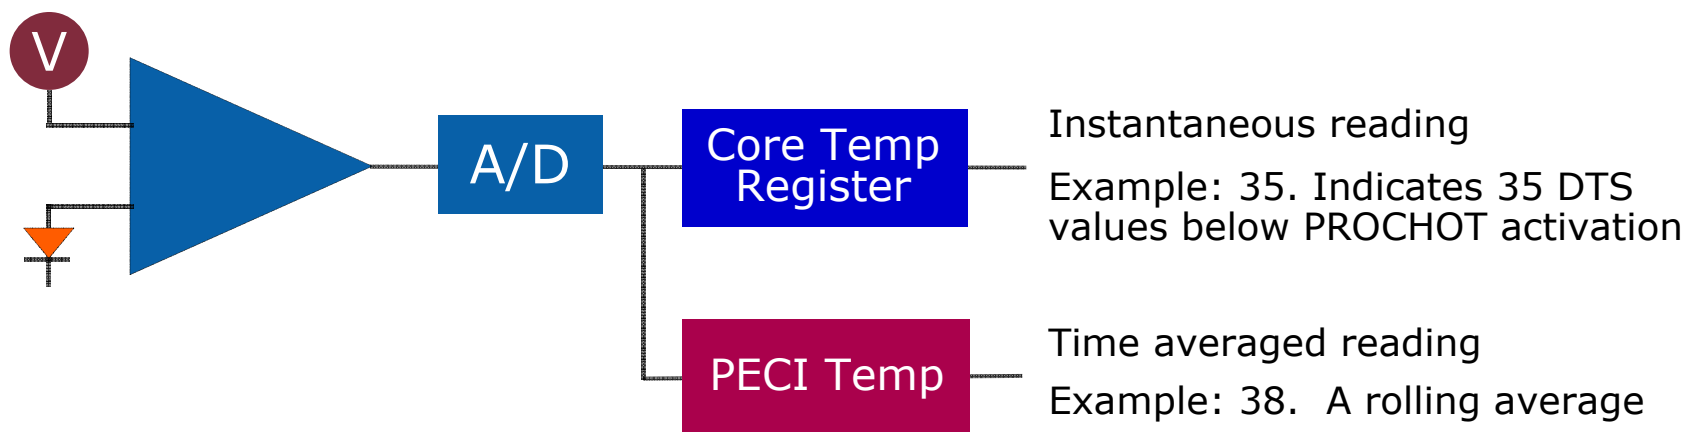 V
A/D
Core Temp
Register
Instantaneous reading
Example: 35. Indicates 35 DTS
values below PROCHOT activation
PECI Temp
Time averaged reading
Example: 38.  A rolling average